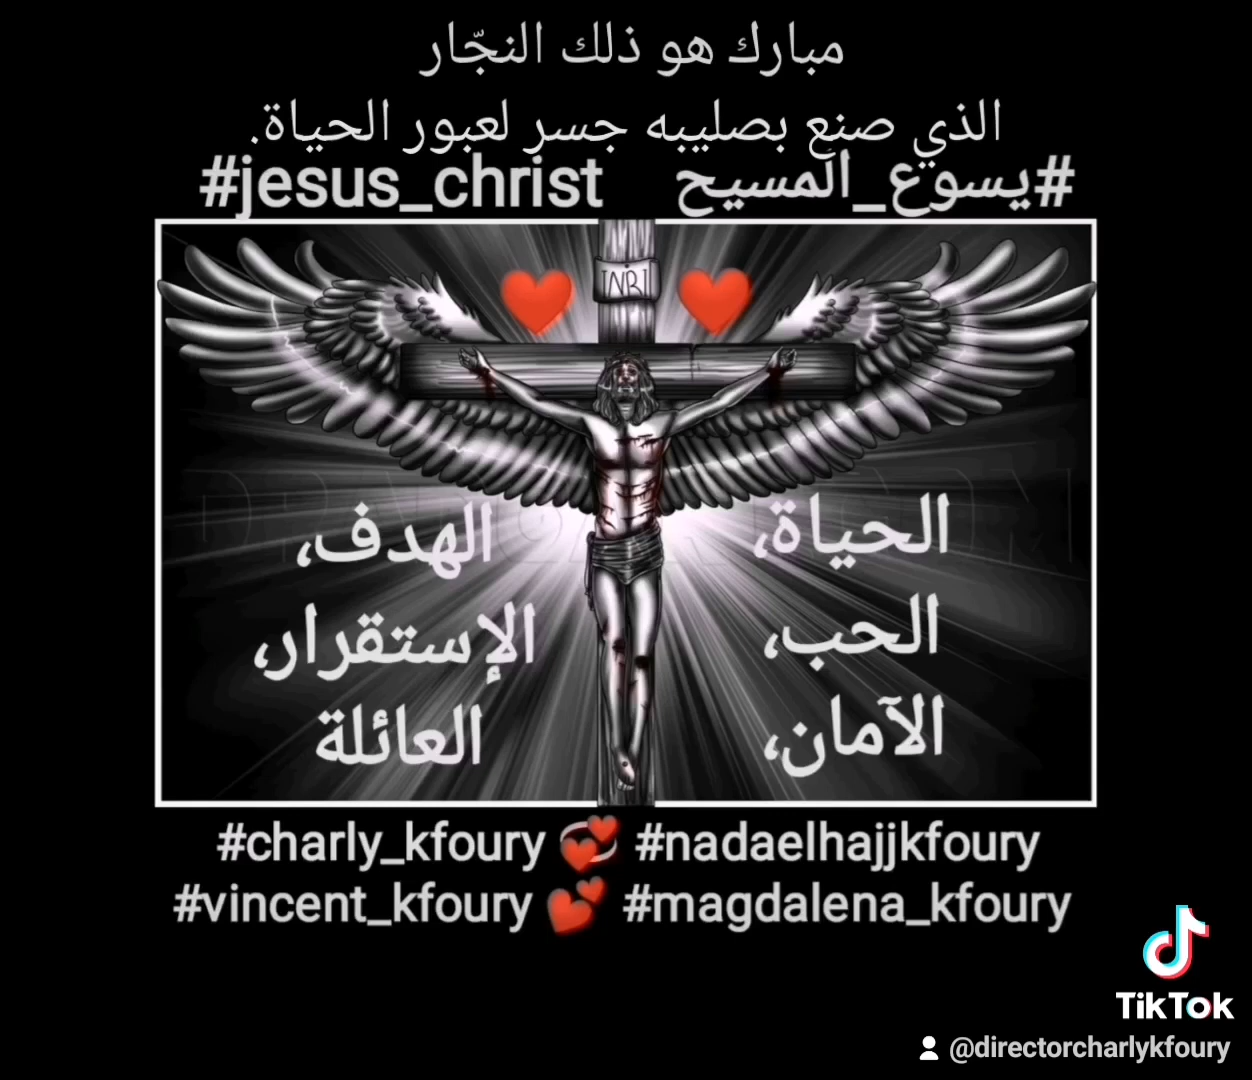 مبارك هو ذلك النجّار
الذي صنع بصليبه جسر لعبور الحياة.
#jesus_christ #يسوع_المسيح
INRI
الحياة،
الحب،
الآمان،
الهدف،
الإستقرار،
العائلة
#charly_kfoury 💞 #nadaelhajjkfoury
#vincent_kfoury 💕 #magdalena_kfoury
TikTok
@directorcharlykfoury